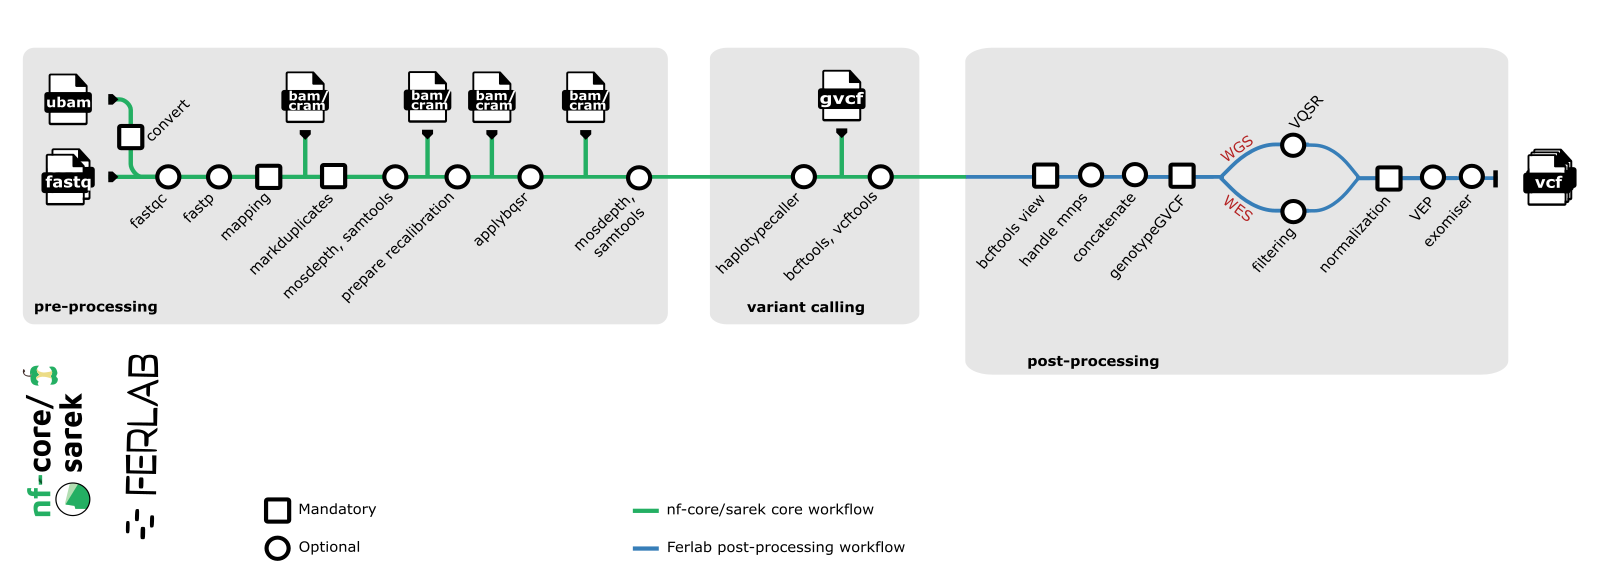 ubam
convert
fastq
bam/
cram
bam/
cram
bam/
cram
bam/
cram
fastqc
fastp
mapping
markduplicates
mosdepth, samtools
prepare recalibration
applybqsr
mosdepth,
samtools
pre-processing
gvcf
haplotypecaller
bcftools, vcftools
variant calling
bcftools view
handle mnps
concatenate
genotypeGVCF
WGS
VQSR
WES
filtering
normalization
VEP
exomiser
post-processing
vcf
nf-core/
sarek
FERLAB
Mandatory
Optional
nf-core/sarek core workflow
Ferlab post-processing workflow